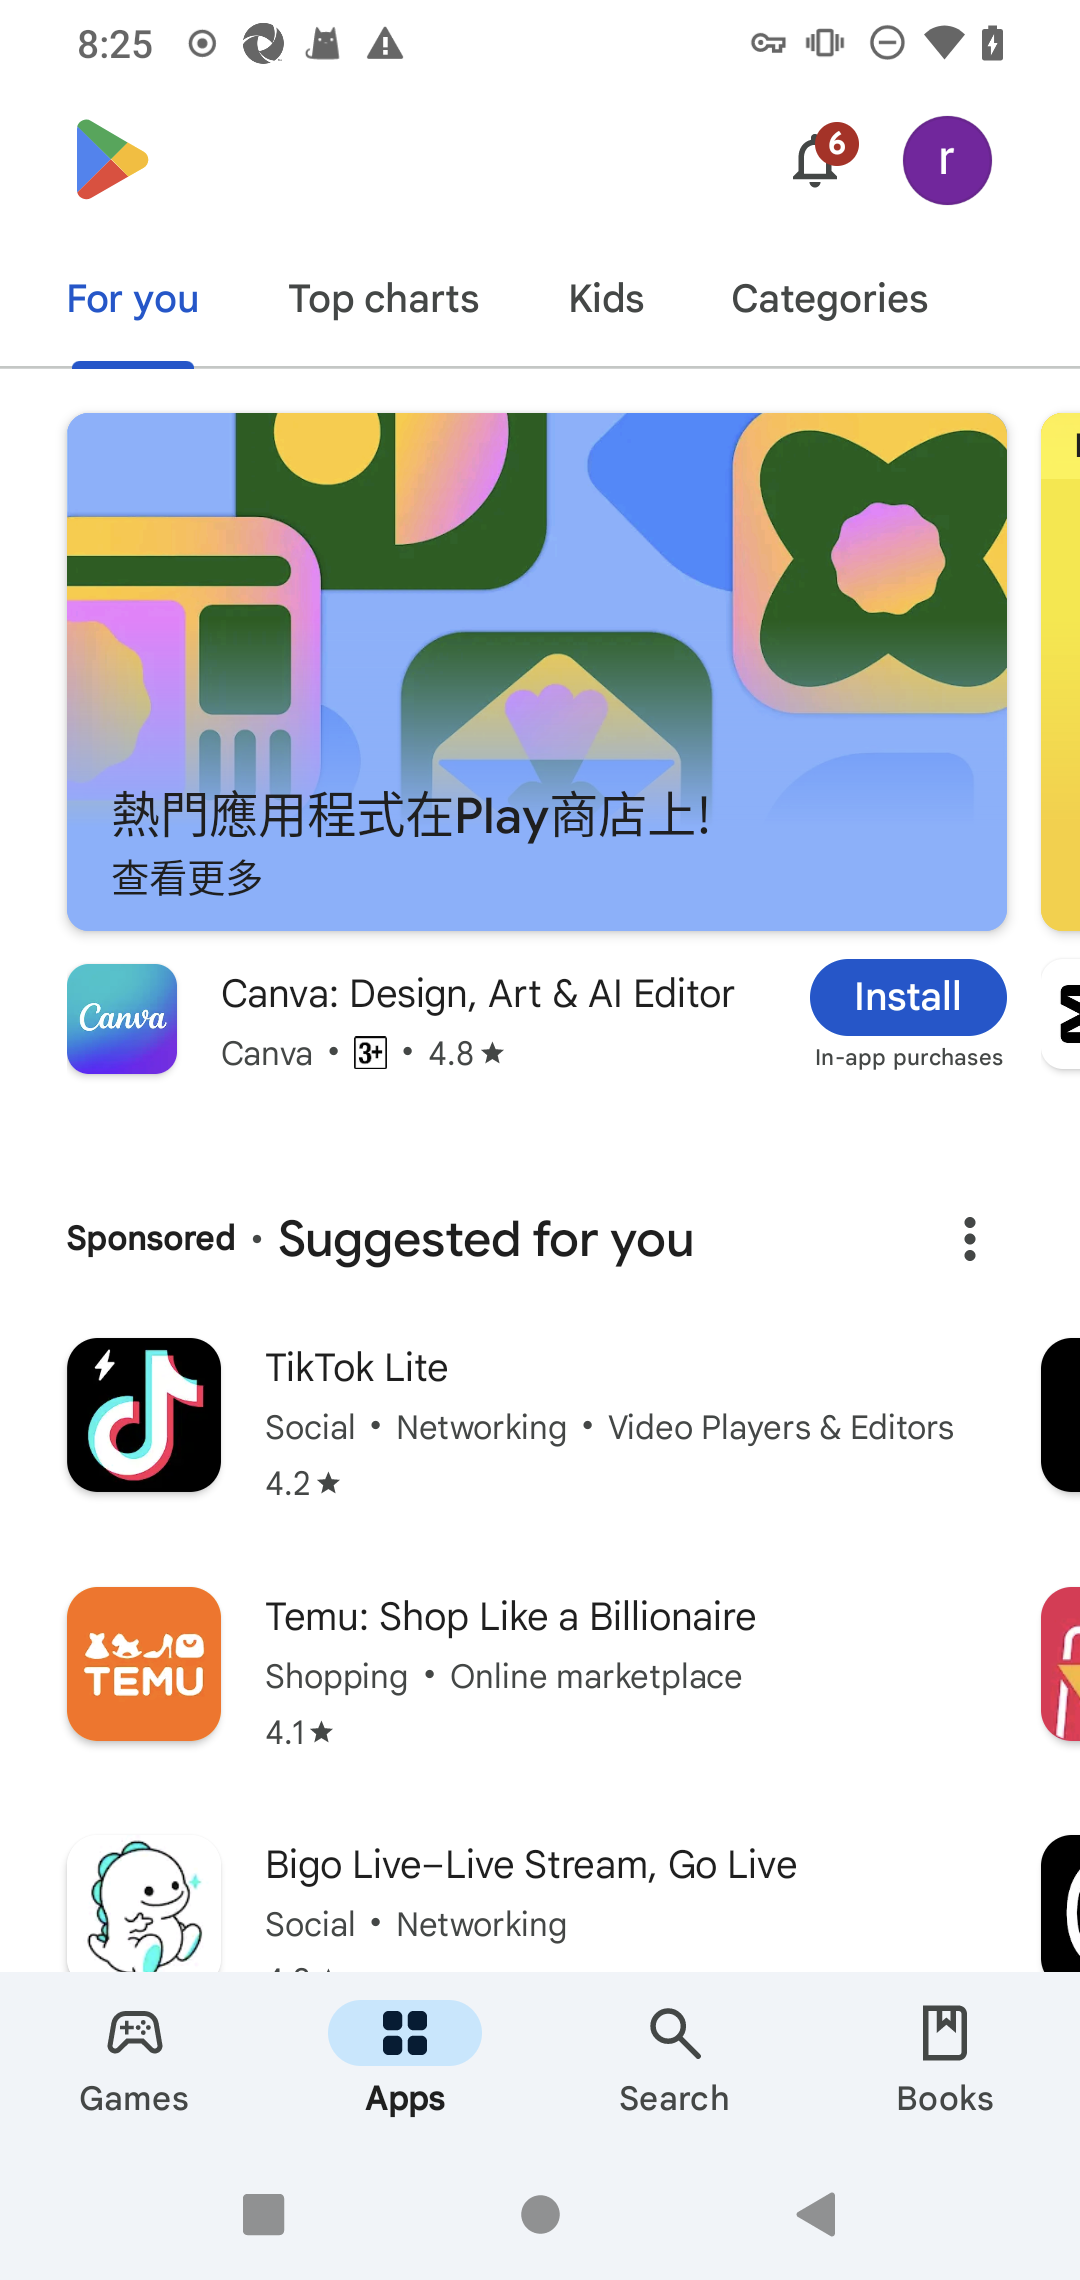 8:25
6
r
For you
Top charts
Kids
Categories
熱門應用程式在Play商店上!
查看更多
Canva
Canva: Design, Art & AI Editor
Canva • 3+ • 4.8★
Install
In-app purchases
Sponsored • Suggested for you
TikTok Lite
Social • Networking • Video Players & Editors
4.2★
TEMU
Temu: Shop Like a Billionaire
Shopping • Online marketplace
4.1★
Bigo Live–Live Stream, Go Live
Social • Networking
Games
Apps
Search
Books